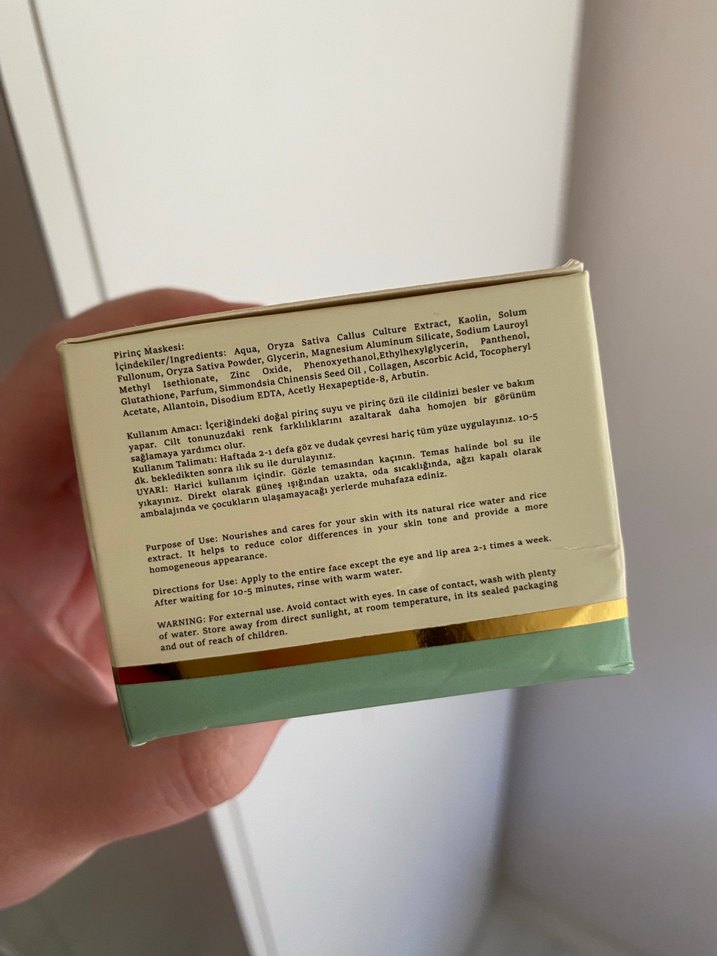 Pirinç Maskesi:
İçindekiler/Ingredients: Aqua, Oryza Sativa Callus Culture Extract, Kaolin, Solum
Fullonum, Oryza Sativa Powder, Glycerin, Magnesium Aluminum Silicate, Sodium Lauroyl
Methyl Isethionate, Zinc Oxide, Phenoxyethanol,Ethylhexylglycerin, Panthenol,
Glutathione, Parfum, Simmondsia Chinensis Seed Oil , Collagen, Ascorbic Acid, Tocopheryl
Acetate, Allantoin, Disodium EDTA, Acetly Hexapeptide-8, Arbutin.
Kullanım Amacı: İçeriğindeki doğal pirinç suyu ve pirinç özü ile cildinizi besler ve bakım
yapar. Cilt tonunuzdaki renk farklılıklarını azaltarak daha homojen bir görünüm
sağlamaya yardımcı olur.
Kullanım Talimatı: Haftada 2-1 defa göz ve dudak çevresi hariç tüm yüze uygulayınız. 10-5
dk. bekledikten sonra ılık su ile durulayınız.
UYARI: Harici kullanım içindir. Gözle temasından kaçının. Temas halinde bol su ile
yıkayınız. Direkt olarak güneş ışığından uzakta, oda sıcaklığında, ağzı kapalı olarak
ambalajında ve çocukların ulaşamayacağı yerlerde muhafaza ediniz.
Purpose of Use: Nourishes and cares for your skin with its natural rice water and rice
extract. It helps to reduce color differences in your skin tone and provide a more
homogeneous appearance.
Directions for Use: Apply to the entire face except the eye and lip area 2-1 times a week.
After waiting for 10-5 minutes, rinse with warm water.
WARNING: For external use. Avoid contact with eyes. In case of contact, wash with plenty
of water. Store away from direct sunlight, at room temperature, in its sealed packaging
and out of reach of children.